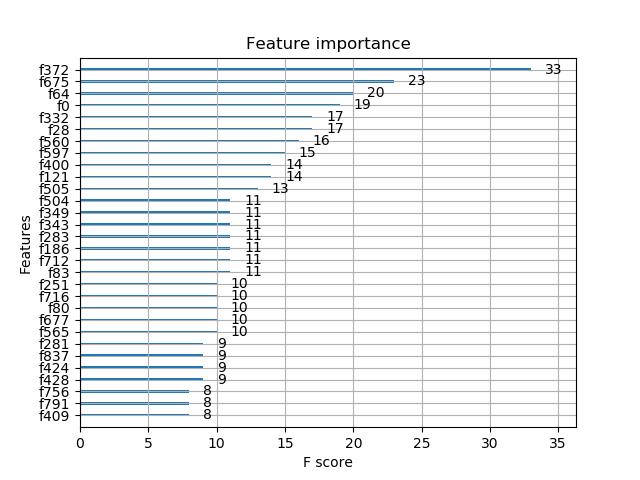 Feature importance
f372 33
f675 23
f64 20
f0 19
f332 17
f28 17
f560 16
f597 15
f400 14
f121 14
f505 13
f504 11
f349 11
f343 11
f283 11
f186 11
f712 11
f83 11
f251 10
f716 10
f80 10
f677 10
f565 10
f281 9
f837 9
f424 9
f428 9
f756 8
f791 8
f409 8
Features
0 5 10 15 20 25 30 35
F score